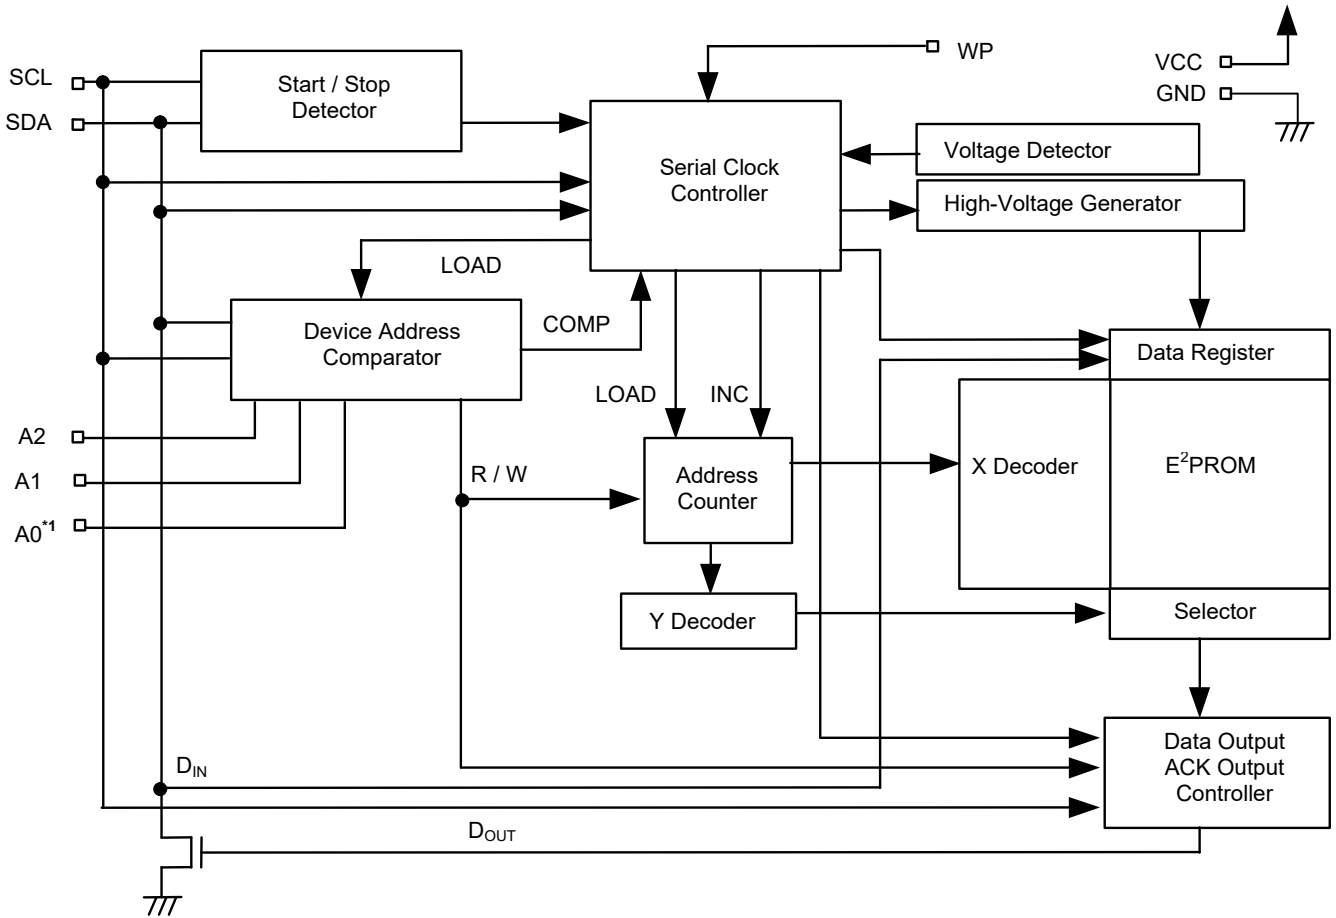 SCL
SDA
Start / Stop
Detector
WP
VCC
GND
Serial Clock
Controller
Voltage Detector
High-Voltage Generator
LOAD
COMP
Device Address
Comparator
LOAD
INC
Data Register
A2
A1
A0*1
R / W
Address
Counter
X Decoder
E²PROM
Y Decoder
Selector
Data Output
ACK Output
Controller
DIN
DOUT